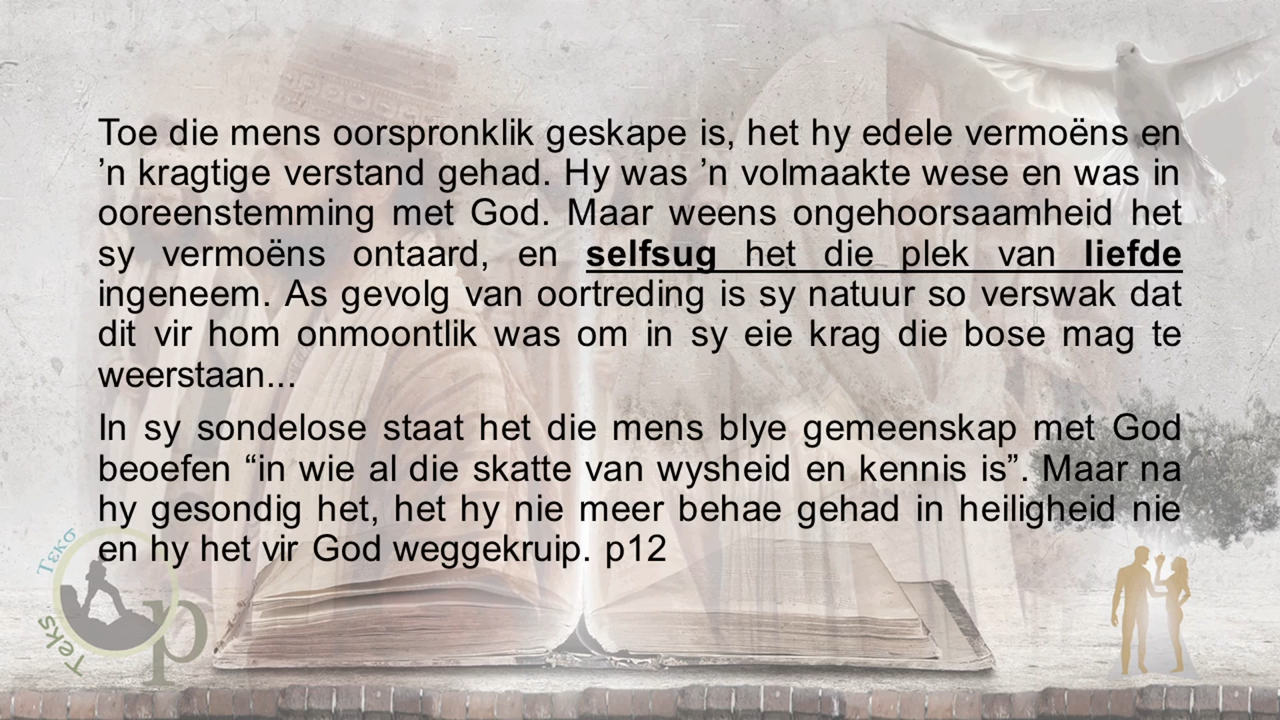 Toe die mens oorspronklik geskape is, het hy edele vermoëns en
’n kragtige verstand gehad. Hy was ’n volmaakte wese en was in
ooreenstemming met God. Maar weens ongehoorsaamheid het
sy vermoëns ontaard, en selfsug het die plek van liefde
ingeneem. As gevolg van oortreding is sy natuur so verswak dat
dit vir hom onmoontlik was om in sy eie krag die bose mag te
weerstaan...
In sy sondelose staat het die mens blye gemeenskap met God
beoefen “in wie al die skatte van wysheid en kennis is”. Maar na
hy gesondig het, het hy nie meer behae gehad in heiligheid nie
en hy het vir God weggekruip. p12
Τεκσ
Teks
Op